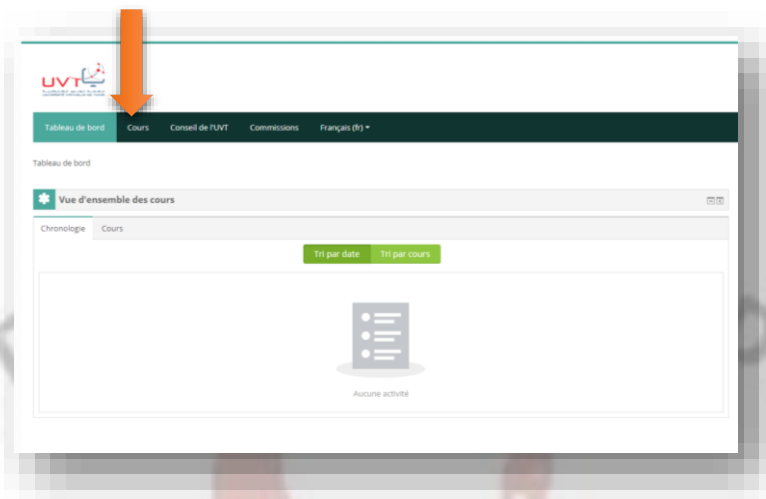 UVT
Tableau de bord Cours Conseil de l'UVT Commissions Français (fr)
Tableau de bord
Vue d'ensemble des cours
Chronologie Cours
Tri par date Tri par cours
Aucune activité